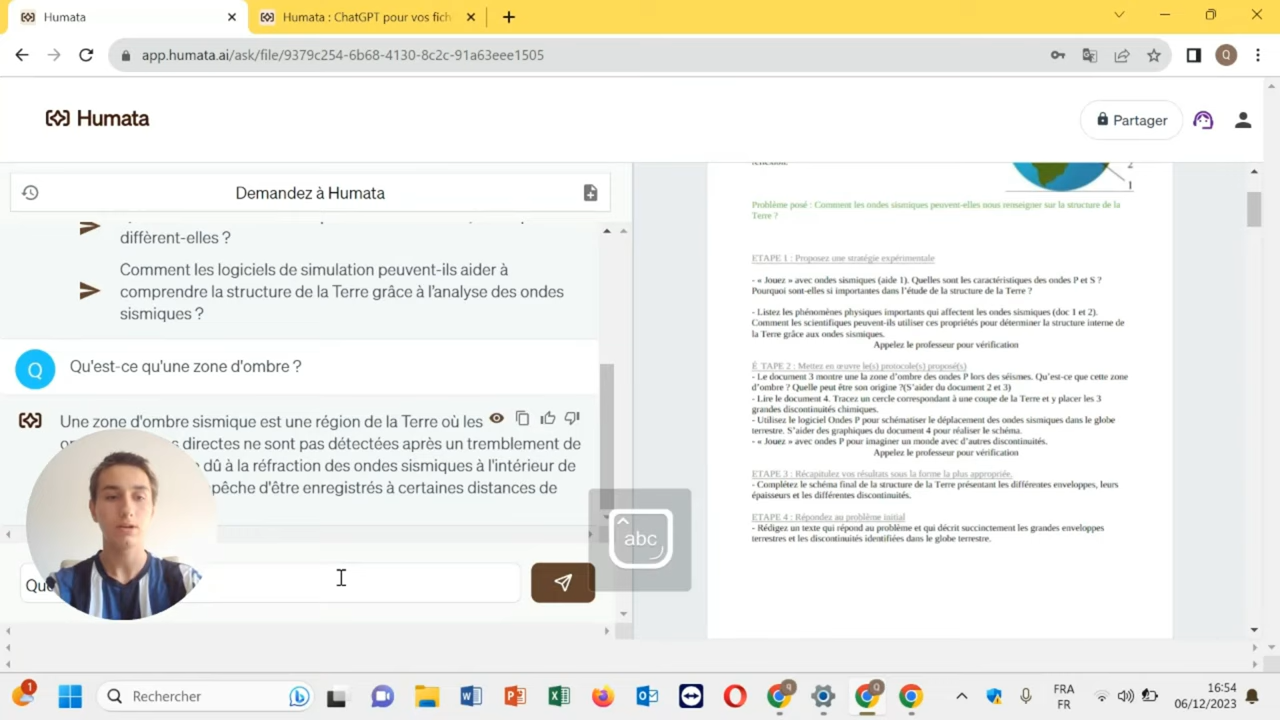 Humata
Humata : ChatGPT pour vos fich
app.humata.ai/ask/file/9379c254-6b68-4130-8c2c-91a63eee1505
Q
Humata
Partager
Demandez à Humata
diffèrent-elles ?
Comment les logiciels de simulation peuvent-ils aider à
la structure de la Terre grâce à l'analyse des ondes
sismiques ?
Q
Qu'est-ce qu'une zone d'ombre ?
Une zone d'ombre sismique est une région de la Terre où les
directes ne sont pas détectées après un tremblement de
dû à la réfraction des ondes sismiques à l'intérieur de
enregistrés à certaines distances de
Que
abc
2
1
Problème posé : Comment les ondes sismiques peuvent-elles nous renseigner sur la structure de la
Terre ?
ETAPE 1 : Proposez une stratégie expérimentale
- « Jouez » avec ondes sismiques (aide 1). Quelles sont les caractéristiques des ondes P et S ?
Pourquoi sont-elles si importantes dans l'étude de la structure de la Terre ?
- Listez les phénomènes physiques importants qui affectent les ondes sismiques (doc 1 et 2).
Comment les scientifiques peuvent-ils utiliser ces propriétés pour déterminer la structure interne de
la Terre grâce aux ondes sismiques.
Appelez le professeur pour vérification
É TAPE 2 : Mettez en œuvre le(s) protocole(s) proposé(s)
- Le document 3 montre une la zone d'ombre des ondes P lors des séismes. Qu'est-ce que cette zone
d'ombre ? Quelle peut être son origine ?(S'aider du document 2 et 3)
- Lire le document 4. Tracez un cercle correspondant à une coupe de la Terre et y placer les 3
grandes discontinuités chimiques.
- Utilisez le logiciel Ondes P pour schématiser le déplacement des ondes sismiques dans le globe
terrestre. S'aider des graphiques du document 4 pour réaliser le schéma.
- « Jouez » avec ondes P pour imaginer un monde avec d'autres discontinuités.
Appelez le professeur pour vérification
ETAPE 3 : Récapitulez vos résultats sous la forme la plus appropriée.
- Complétez le schéma final de la structure de la Terre présentant les différentes enveloppes, leurs
épaisseurs et les différentes discontinuités.
ETAPE 4 : Répondez au problème initial
- Rédigez un texte qui répond au problème et qui décrit succinctement les grandes enveloppes
terrestres et les discontinuités identifiées dans le globe terrestre.
1
Rechercher
q
Q
FRA
FR
16:54
06/12/2023